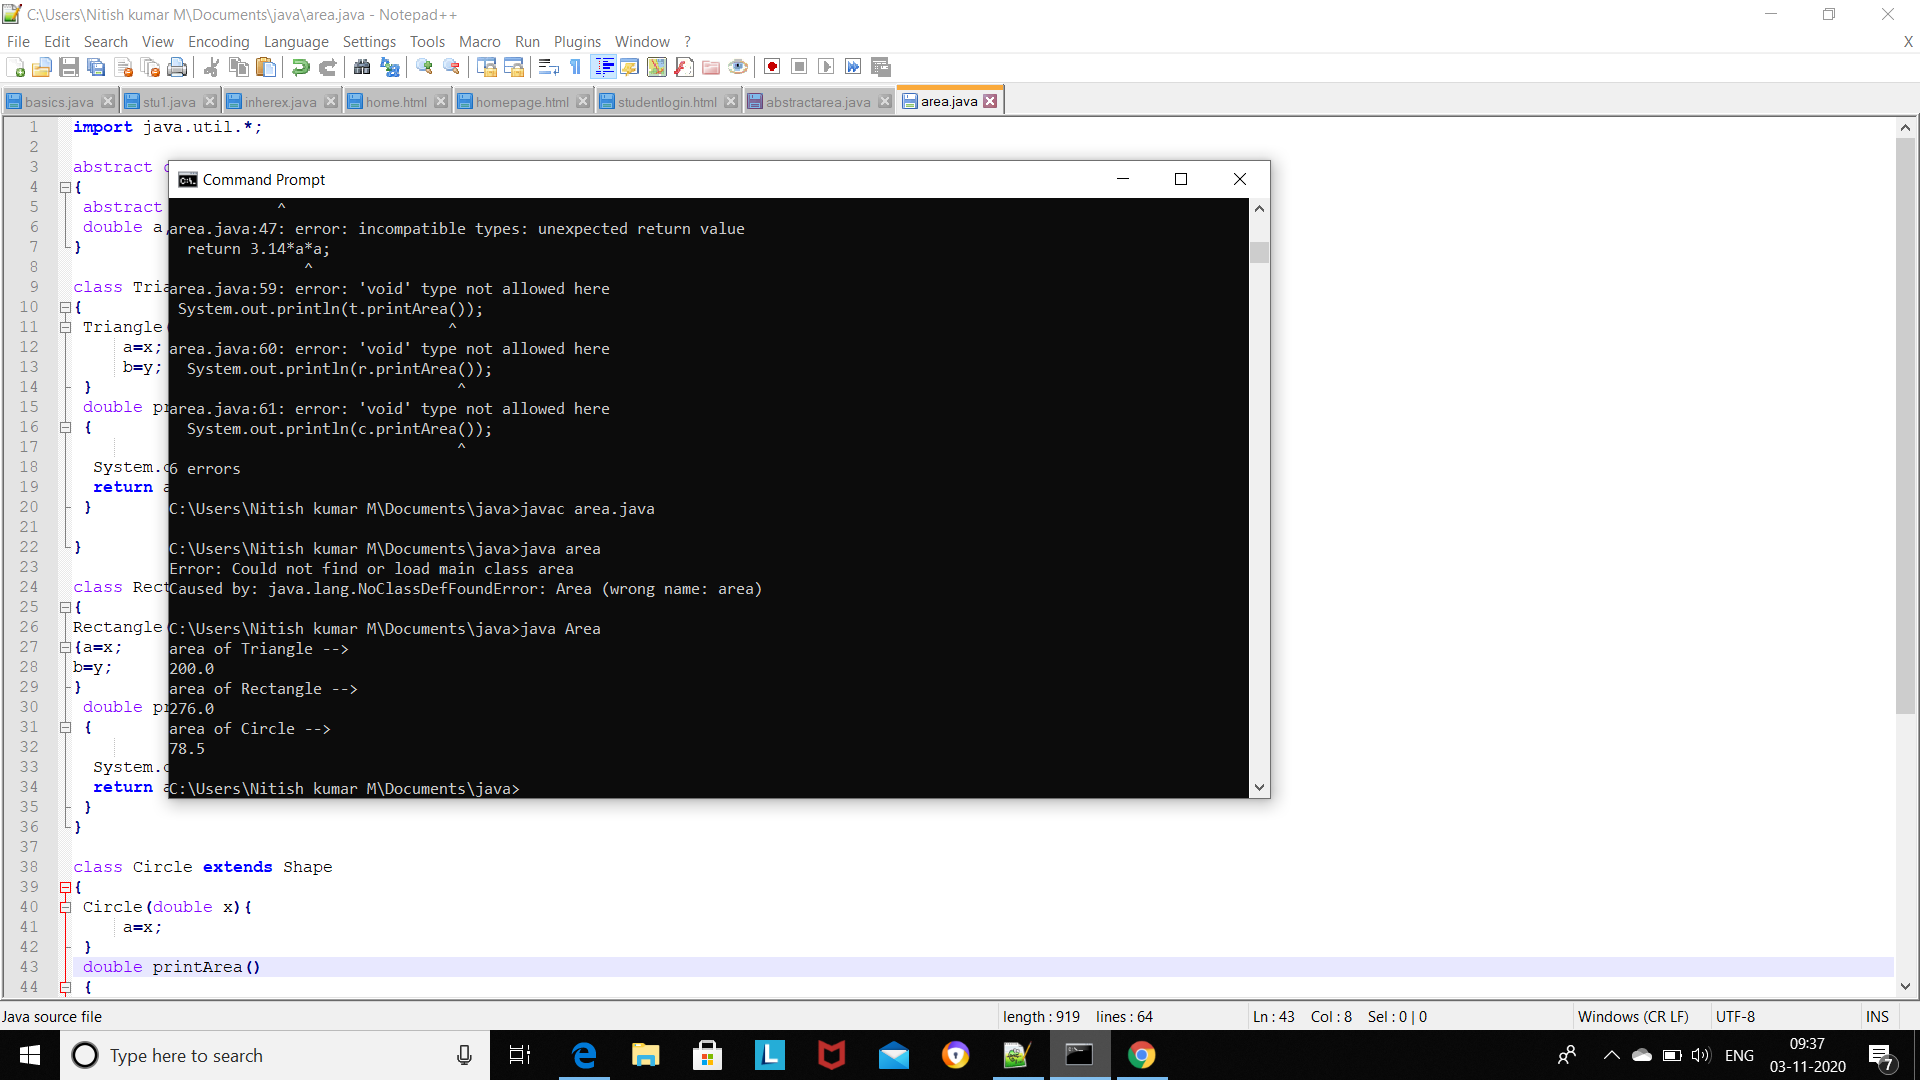 C:\Users\Nitish kumar M\Documents\java\area.java - Notepad++
File Edit Search View Encoding Language Settings Tools Macro Run Plugins Window ? X
basics.java stu1.java inherex.java home.html homepage.html studentlogin.html abstractarea.java area.java
1 import java.util.*;
2
3 abstract
4 {
5 abstract
6 double a,
7 }
8
9 class Tria
10 {
11 Triangle(
12 a=x;
13 b=y;
14 }
15 double pr
16 {
17
18 System.o
19 return a
20 }
21
22 }
23
24 class Rect
25 {
26 Rectangle
27 {a=x;
28 b=y;
29 }
30 double pr
31 {
32
33 System.o
34 return a
35 }
36 }
37
38 class Circle extends Shape
39 {
40 Circle(double x){
41 a=x;
42 }
43 double printArea()
44 {
Command Prompt
^
area.java:47: error: incompatible types: unexpected return value
return 3.14*a*a;
^
area.java:59: error: 'void' type not allowed here
System.out.println(t.printArea());
^
area.java:60: error: 'void' type not allowed here
System.out.println(r.printArea());
^
area.java:61: error: 'void' type not allowed here
System.out.println(c.printArea());
^
6 errors
C:\Users\Nitish kumar M\Documents\java>javac area.java
C:\Users\Nitish kumar M\Documents\java>java area
Error: Could not find or load main class area
Caused by: java.lang.NoClassDefFoundError: Area (wrong name: area)
C:\Users\Nitish kumar M\Documents\java>java Area
area of Triangle -->
200.0
area of Rectangle -->
276.0
area of Circle -->
78.5
C:\Users\Nitish kumar M\Documents\java>
Java source file length : 919 lines : 64 Ln : 43 Col : 8 Sel : 0 | 0 Windows (CR LF) UTF-8 INS
Type here to search
ENG
09:37
03-11-2020
7